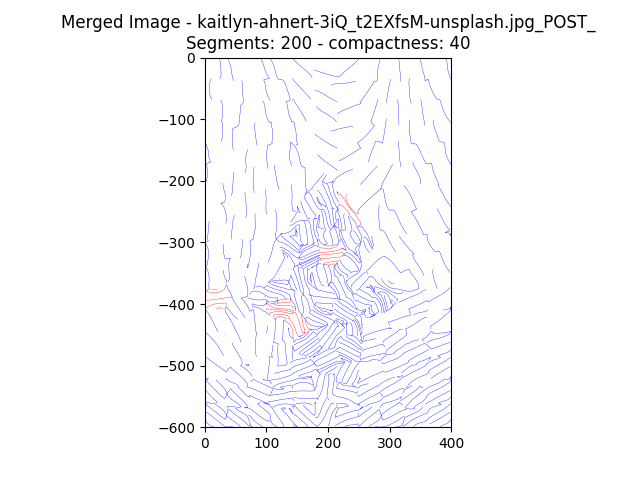 Merged Image - kaitlyn-ahnert-3iQ_t2EXfsM-unsplash.jpg_POST_
Segments: 200 - compactness: 40
0
−100
−200
−300
−400
−500
−600
0 100 200 300 400